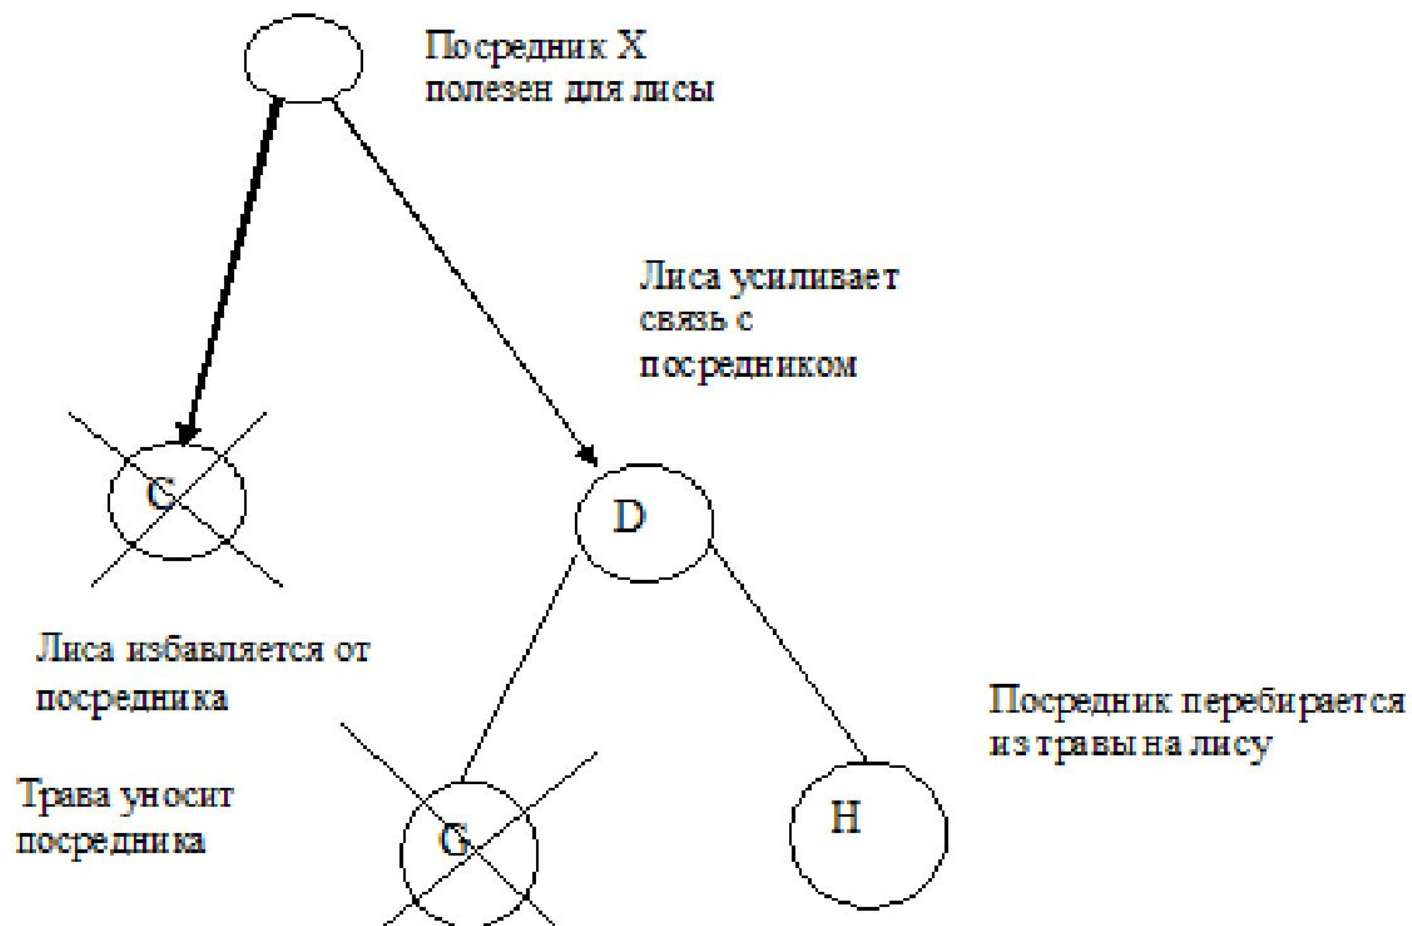 Посредник X
полезен для лисы
Лиса усиливает
связь с
посредником
C
D
Лиса избавляется от
посредника
Посредник перебирается
из травы на лису
Трава уносит
посредника
G
H